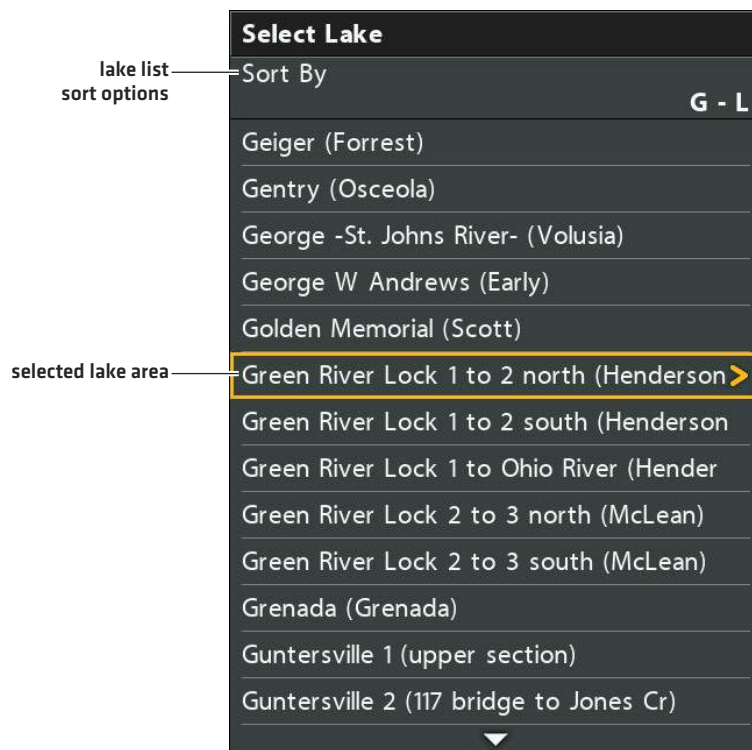 Select Lake
lake list
sort options
Sort By
G - L
Geiger (Forrest)
Gentry (Osceola)
George -St. Johns River- (Volusia)
George W Andrews (Early)
Golden Memorial (Scott)
selected lake area
Green River Lock 1 to 2 north (Henderson
Green River Lock 1 to 2 south (Henderson
Green River Lock 1 to Ohio River (Hender
Green River Lock 2 to 3 north (McLean)
Green River Lock 2 to 3 south (McLean)
Grenada (Grenada)
Guntersville 1 (upper section)
Guntersville 2 (117 bridge to Jones Cr)